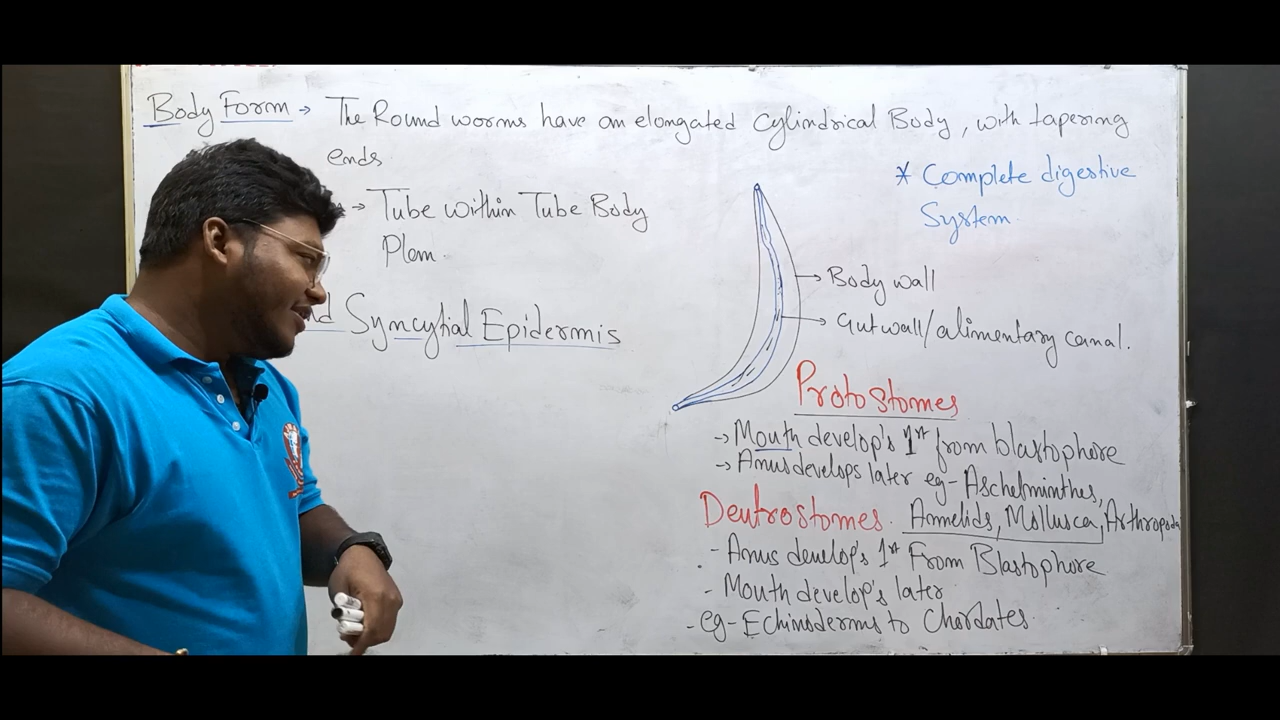 Body Form → The Round worms have an elongated Cylindrical Body, with tapering
ends.
→ Tube within Tube Body
Plan.
* Complete digestive
System.
→ Body wall
→ Gut wall/alimentary canal.
nd Syncytial Epidermis
Protostomes
→ Mouth develop's 1st from blastophore
→ Anus develops later eg- Aschelminthes,
Annelids, Mollusca, Arthropoda
Deutrostomes.
- Anus develop's 1st From Blastophore
- Mouth develop's later
- eg- Echinoderms to Chordates.